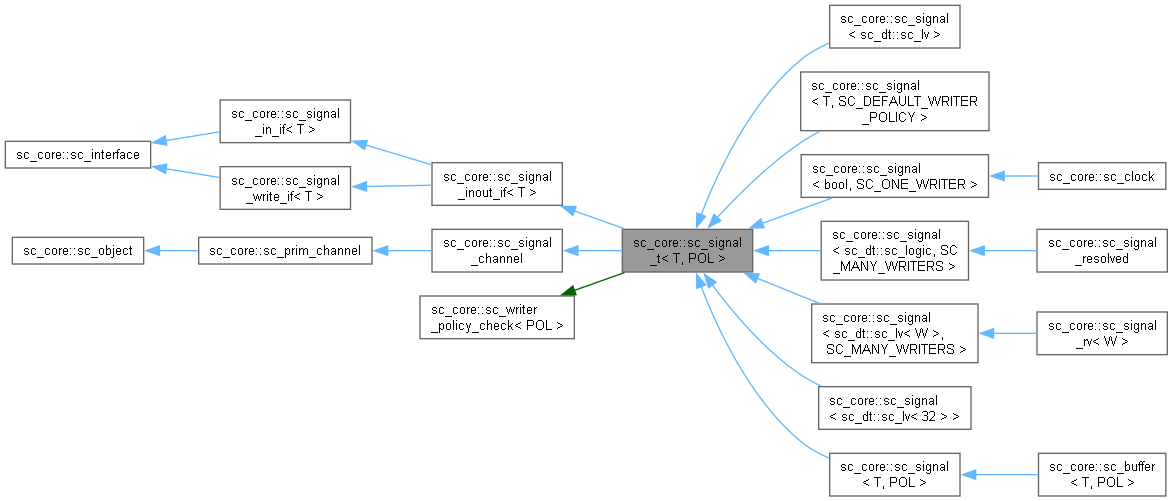 sc_core::sc_interface
sc_core::sc_signal
_in_if< T >
sc_core::sc_signal
_write_if< T >
sc_core::sc_signal
_inout_if< T >
sc_core::sc_object
sc_core::sc_prim_channel
sc_core::sc_signal
_channel
sc_core::sc_writer
_policy_check< POL >
sc_core::sc_signal
_t< T, POL >
sc_core::sc_signal
< sc_dt::sc_lv >
sc_core::sc_signal
< T, SC_DEFAULT_WRITER
_POLICY >
sc_core::sc_signal
< bool, SC_ONE_WRITER >
sc_core::sc_clock
sc_core::sc_signal
< sc_dt::sc_logic, SC
_MANY_WRITERS >
sc_core::sc_signal
_resolved
sc_core::sc_signal
< sc_dt::sc_lv< W >,
SC_MANY_WRITERS >
sc_core::sc_signal
_rv< W >
sc_core::sc_signal
< sc_dt::sc_lv< 32 > >
sc_core::sc_signal
< T, POL >
sc_core::sc_buffer
< T, POL >